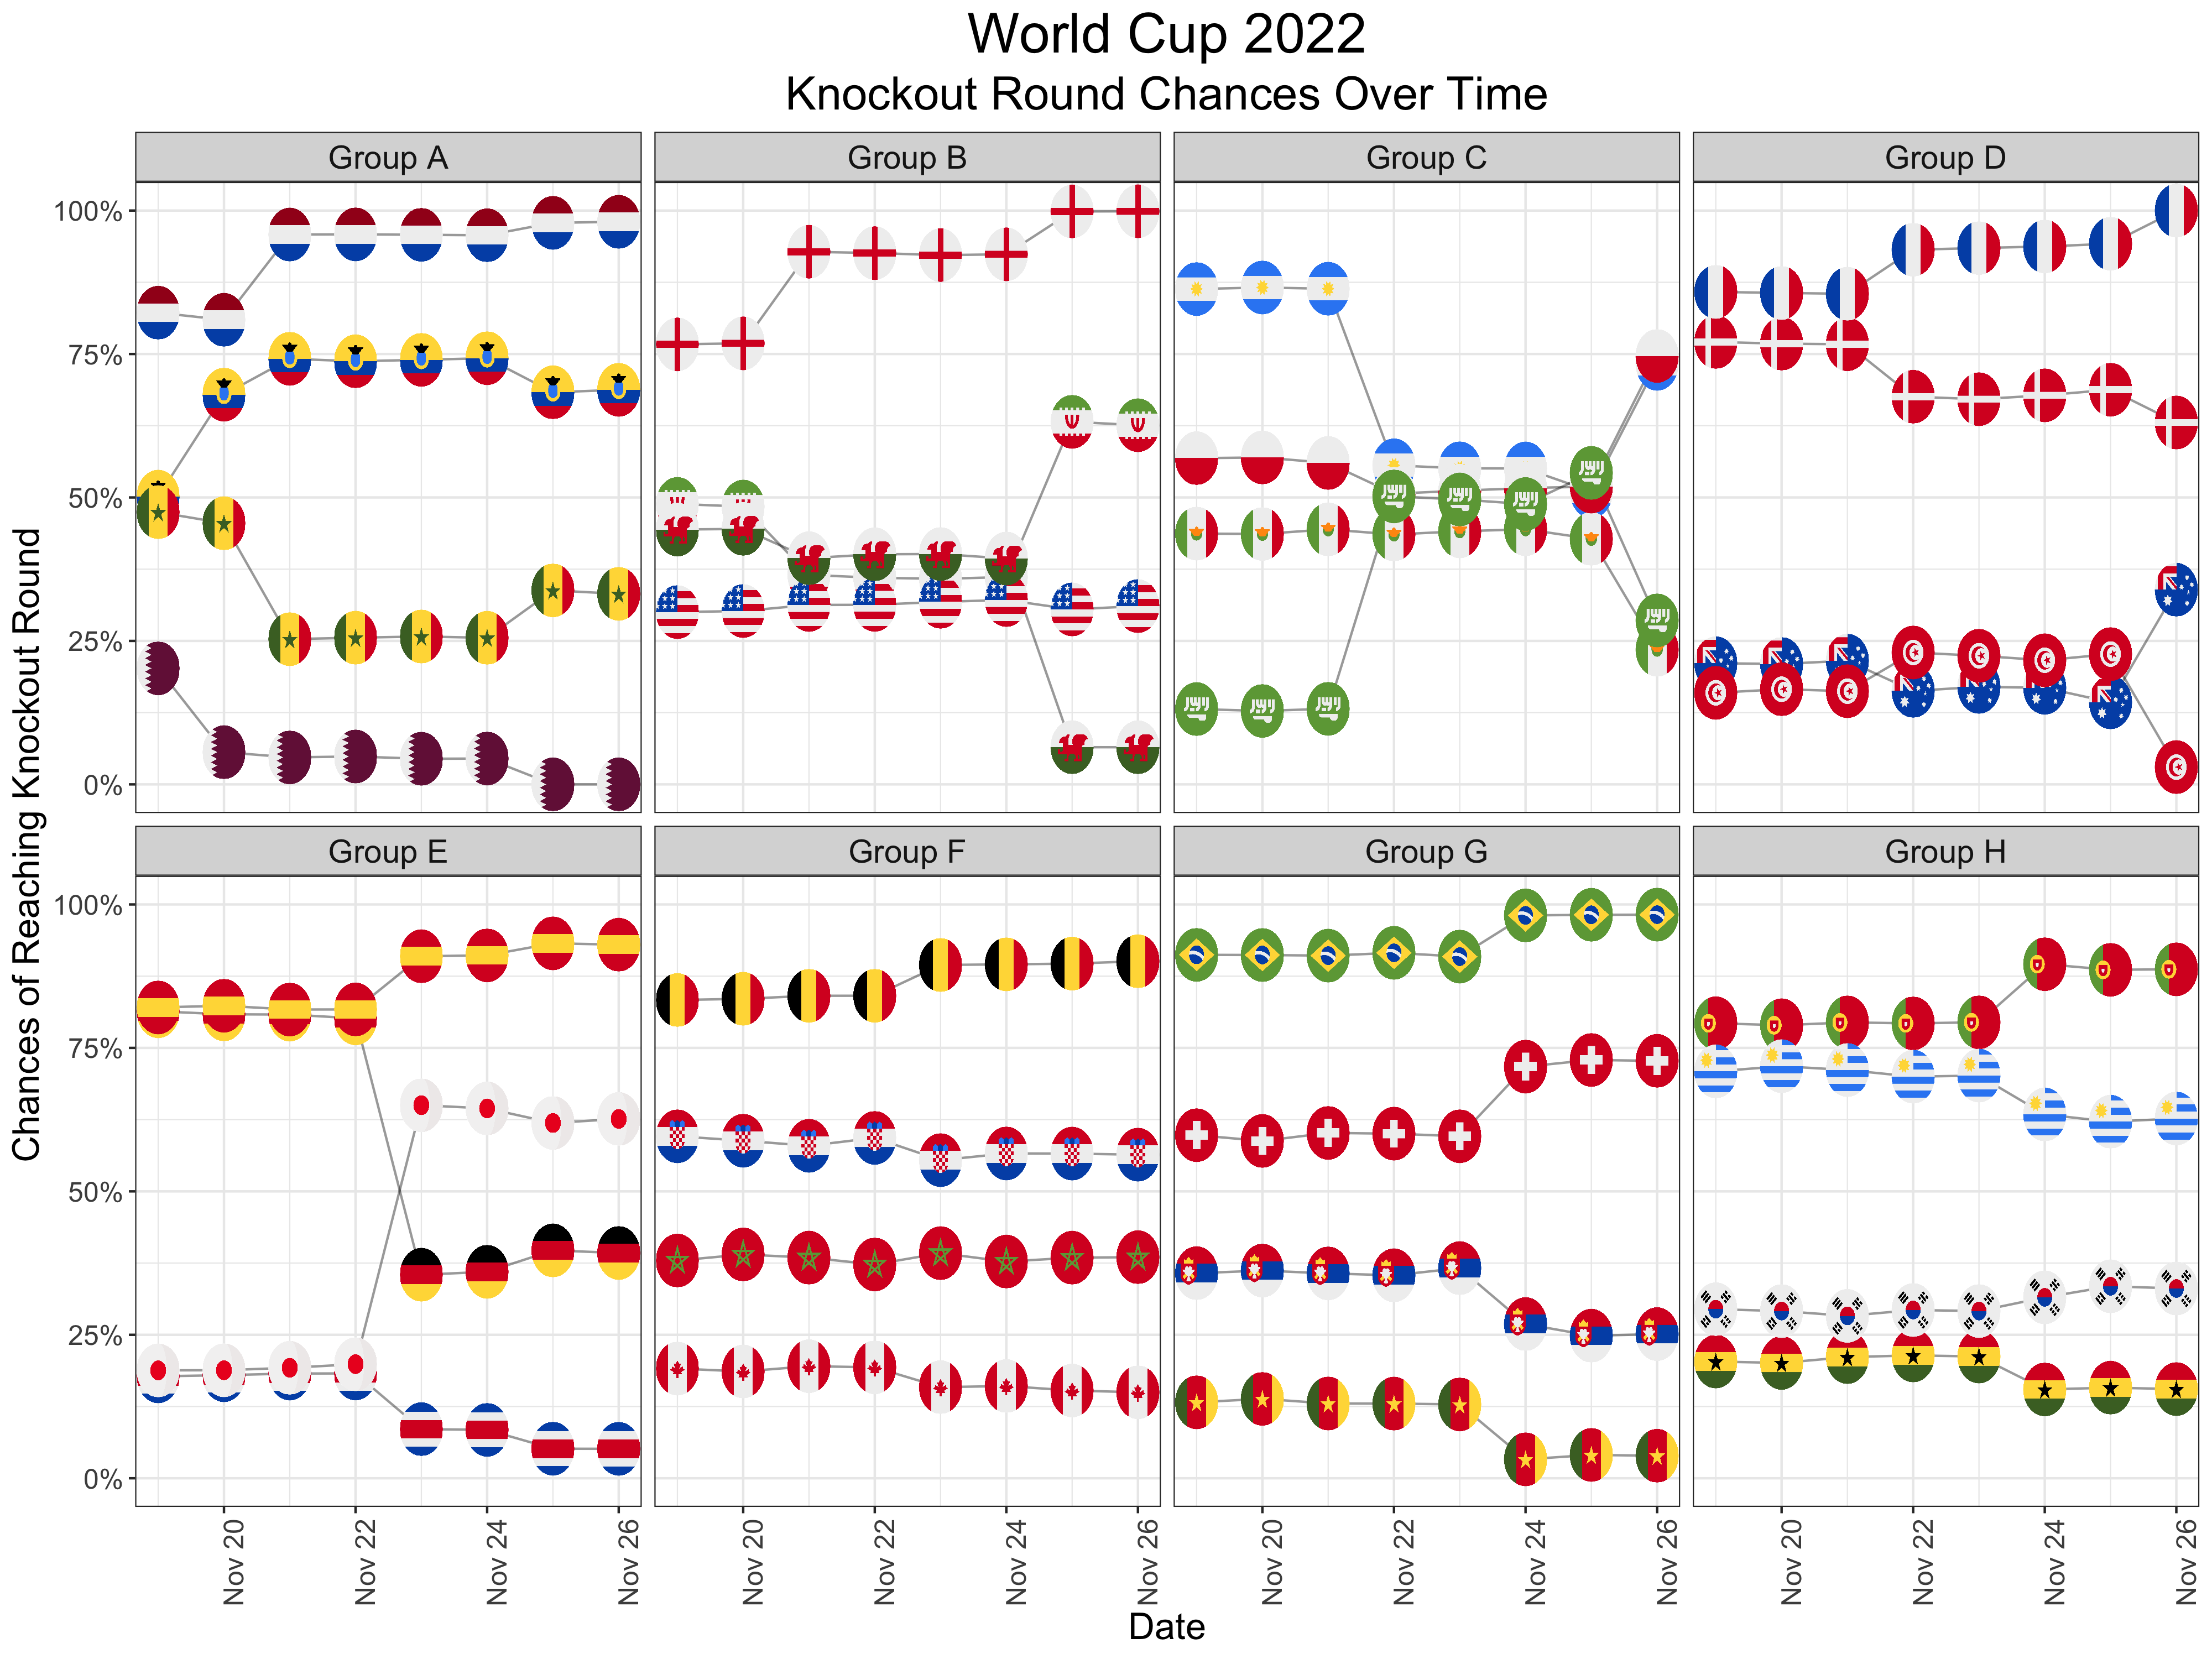 World Cup 2022
Knockout Round Chances Over Time
Group A
Group B
Group C
Group D
100%
75%
50%
25%
0%
Group E
Group F
Group G
Group H
100%
75%
50%
25%
0%
Chances of Reaching Knockout Round
Nov 20
Nov 22
Nov 24
Nov 26
Nov 20
Nov 22
Nov 24
Nov 26
Nov 20
Nov 22
Nov 24
Nov 26
Nov 20
Nov 22
Nov 24
Nov 26
Date